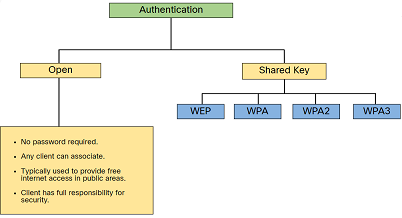 Authentication
Open
Shared Key
WEP
WPA
WPA2
WPA3
• No password required.
• Any client can associate.
• Typically used to provide free
internet access in public areas.
• Client has full responsibility for
security.